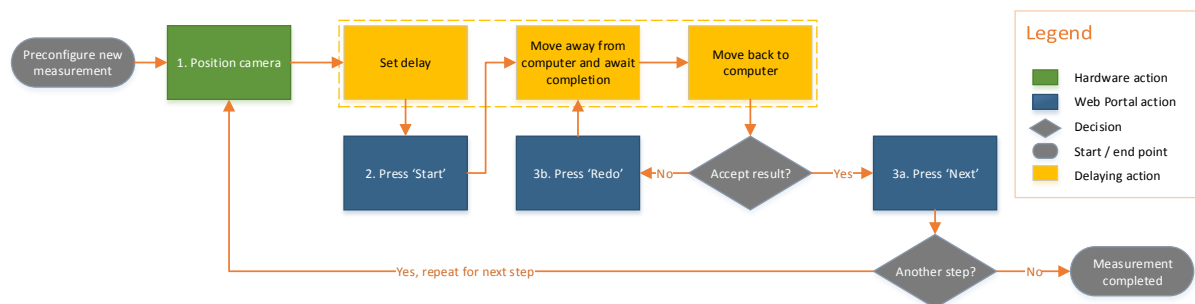 Preconfigure new
measurement
1. Position camera
Set delay
Move away from
computer and await
completion
Move back to
computer
2. Press ‘Start’
3b. Press ‘Redo’
No
Accept result?
Yes
3a. Press ‘Next’
Yes, repeat for next step
Another step?
No
Measurement
completed
Legend
Hardware action
Web Portal action
Decision
Start / end point
Delaying action